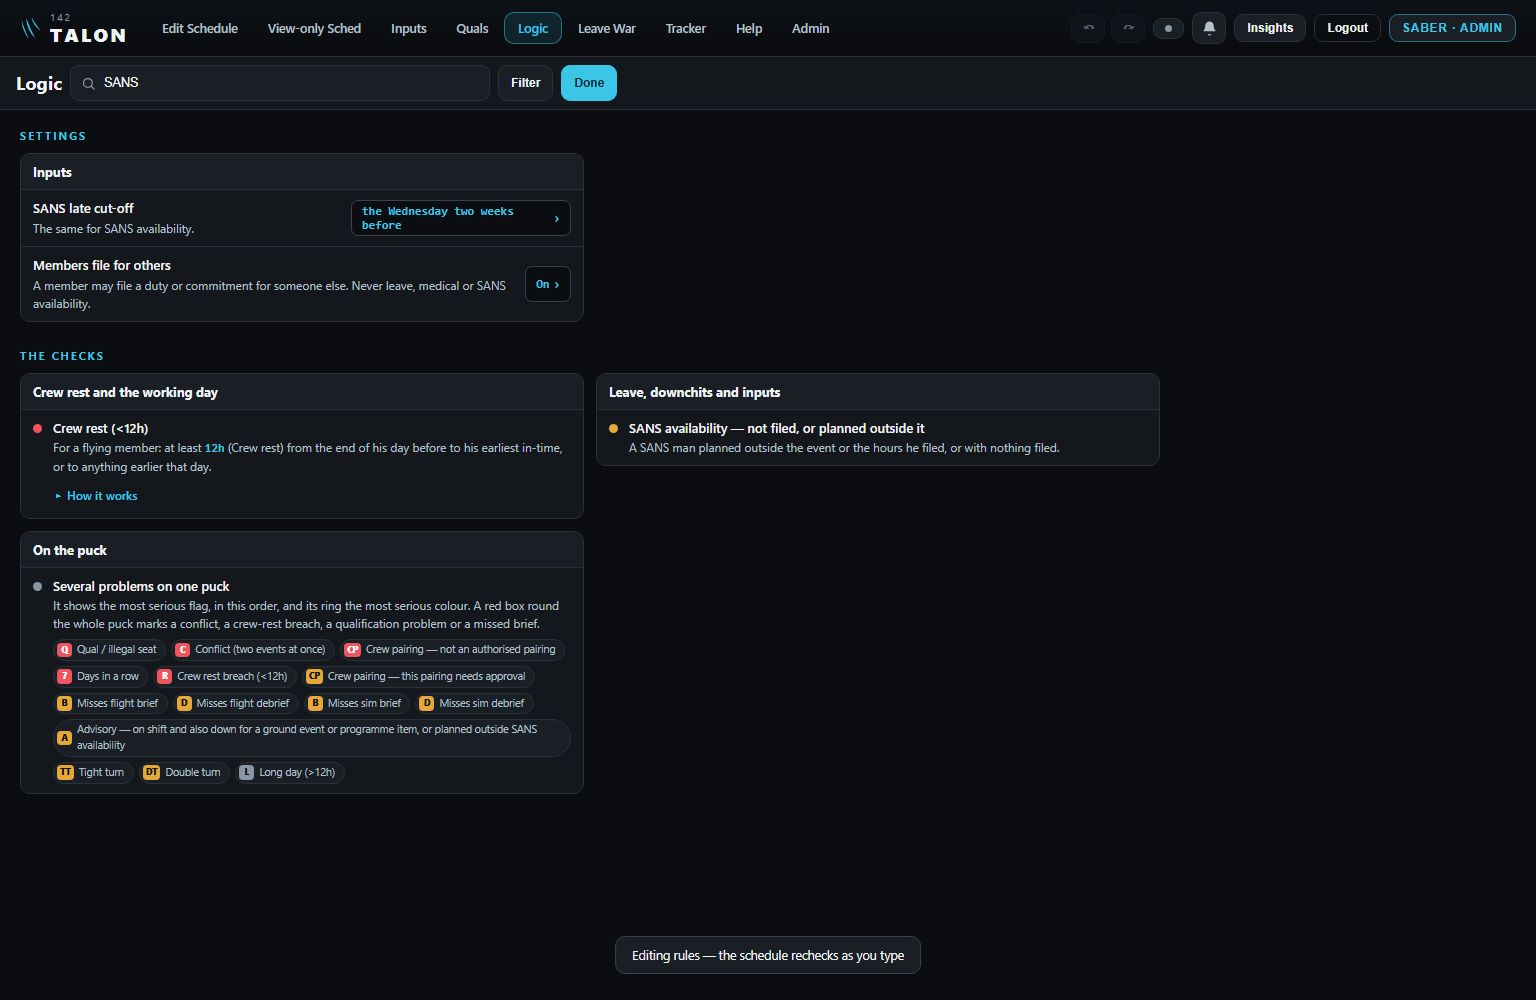 142
TALON
Edit Schedule
View-only Sched
Inputs
Quals
Logic
Leave War
Tracker
Help
Admin
Insights
Logout
SABER · ADMIN
Logic
SANS
Filter
Done
SETTINGS
Inputs
SANS late cut-off
The same for SANS availability.
the Wednesday two weeks
before
›
Members file for others
A member may file a duty or commitment for someone else. Never leave, medical or SANS
availability.
On ›
THE CHECKS
Crew rest and the working day
Crew rest (<12h)
For a flying member: at least 12h (Crew rest) from the end of his day before to his earliest in-time,
or to anything earlier that day.
▸ How it works
Leave, downchits and inputs
SANS availability — not filed, or planned outside it
A SANS man planned outside the event or the hours he filed, or with nothing filed.
On the puck
Several problems on one puck
It shows the most serious flag, in this order, and its ring the most serious colour. A red box round
the whole puck marks a conflict, a crew-rest breach, a qualification problem or a missed brief.
Q Qual / illegal seat
C Conflict (two events at once)
CP Crew pairing — not an authorised pairing
7 Days in a row
R Crew rest breach (<12h)
CP Crew pairing — this pairing needs approval
B Misses flight brief
D Misses flight debrief
B Misses sim brief
D Misses sim debrief
A Advisory — on shift and also down for a ground event or programme item, or planned outside SANS
availability
TT Tight turn
DT Double turn
L Long day (>12h)
Editing rules — the schedule rechecks as you type